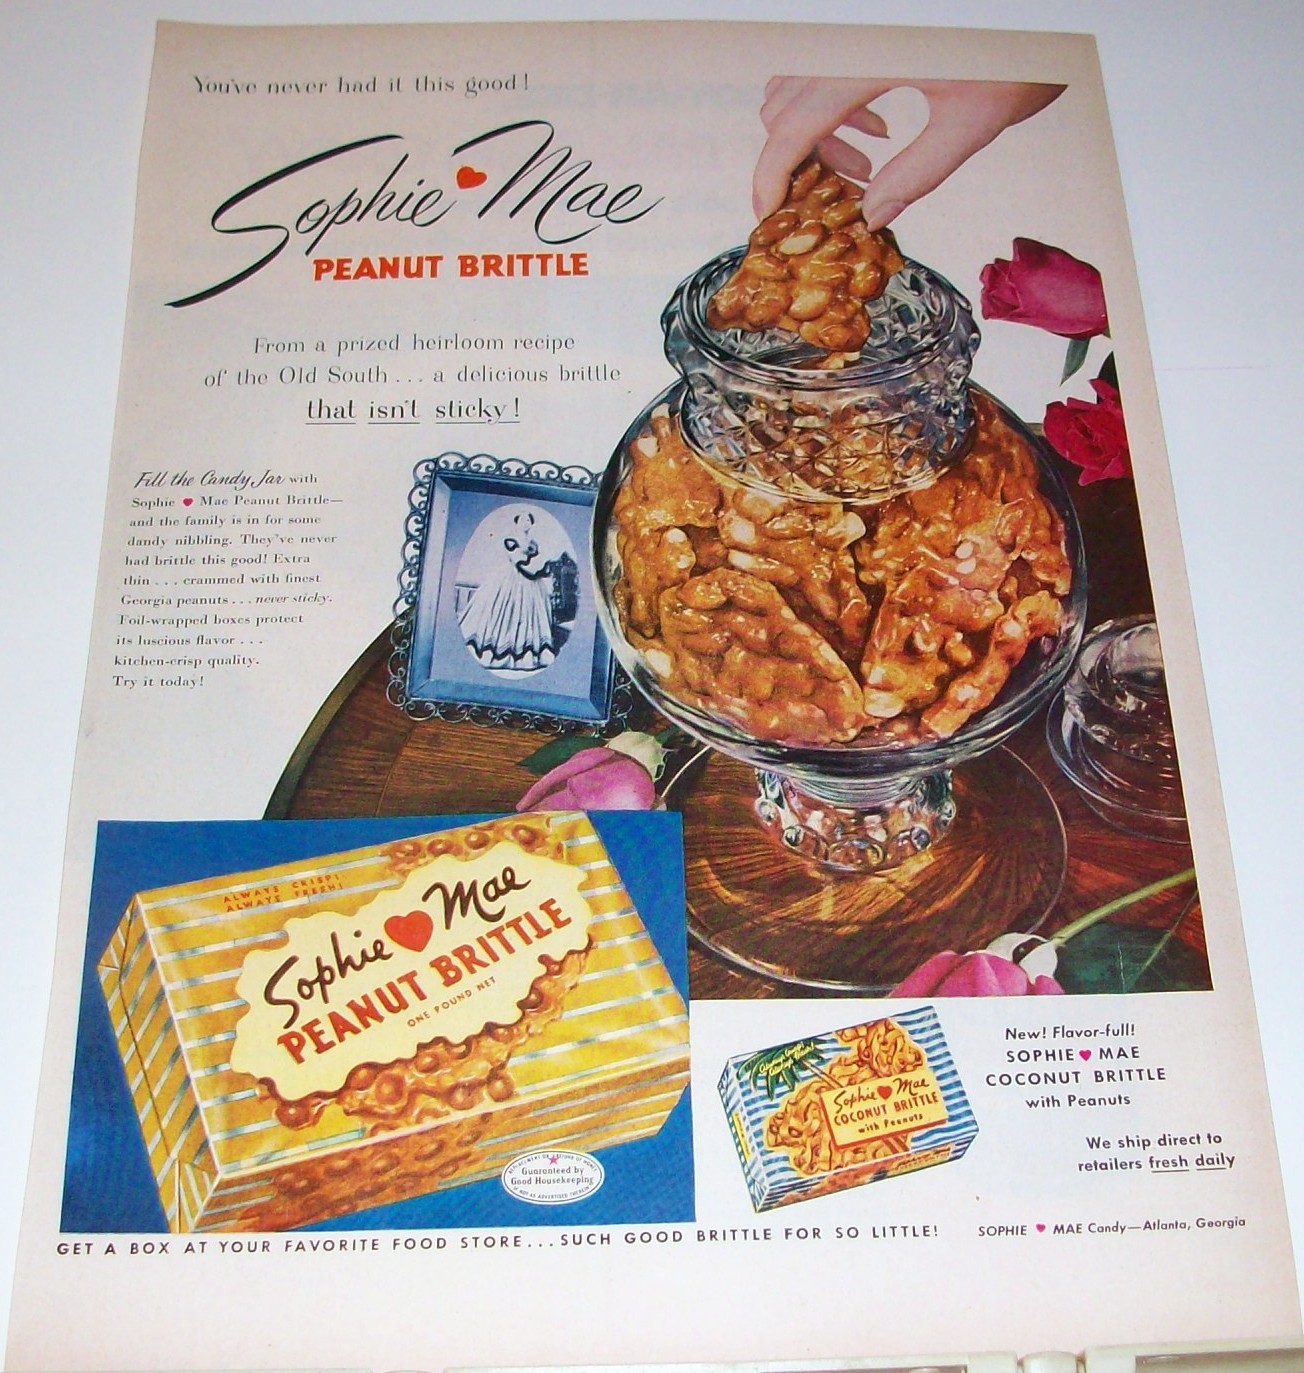 You've never had it this good!
Sophie ♥ Mae
PEANUT BRITTLE
From a prized heirloom recipe
of the Old South . . . a delicious brittle
that isn't sticky!
Fill the Candy Jar with
Sophie ♥ Mae Peanut Brittle—
and the family is in for some
dandy nibbling. They've never
had brittle this good! Extra
thin . . . crammed with finest
Georgia peanuts . . . never sticky.
Foil-wrapped boxes protect
its luscious flavor . . .
kitchen-crisp quality.
Try it today!
ALWAYS CRISP!
ALWAYS FRESH!
Sophie ♥ Mae
PEANUT BRITTLE
ONE POUND NET
Guaranteed by
Good Housekeeping
Sophie ♥ Mae
COCONUT BRITTLE
with Peanuts
New! Flavor-full!
SOPHIE ♥ MAE
COCONUT BRITTLE
with Peanuts
We ship direct to
retailers fresh daily
GET A BOX AT YOUR FAVORITE FOOD STORE...SUCH GOOD BRITTLE FOR SO LITTLE!
SOPHIE ♥ MAE Candy—Atlanta, Georgia